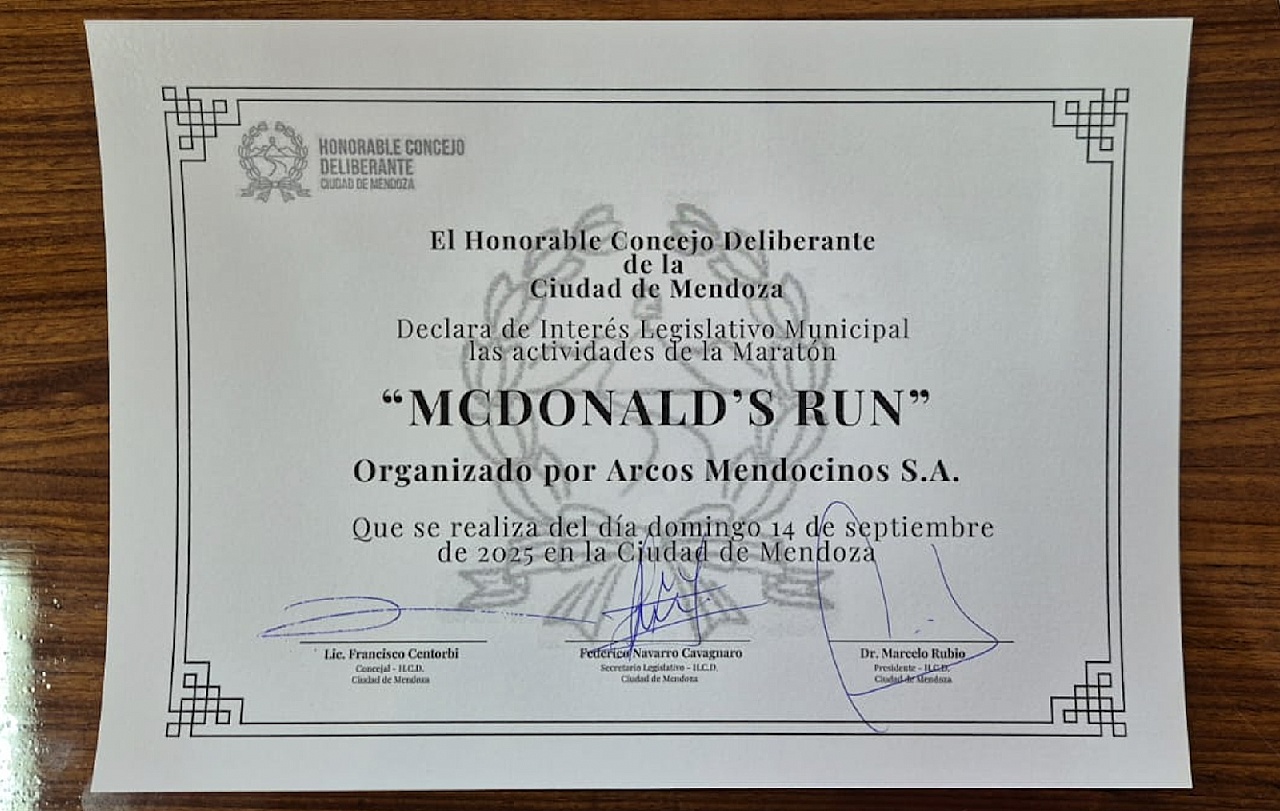 HONORABLE CONCEJO
DELIBERANTE
CIUDAD DE MENDOZA
El Honorable Concejo Deliberante
de la
Ciudad de Mendoza
Declara de Interés Legislativo Municipal
las actividades de la Maratón
“MCDONALD’S RUN”
Organizado por Arcos Mendocinos S.A.
Que se realiza del día domingo 14 de septiembre
de 2025 en la Ciudad de Mendoza
Lic. Francisco Centorbi
Concejal - H.C.D.
Ciudad de Mendoza
Federico Navarro Cavagnaro
Secretario Legislativo - H.C.D.
Ciudad de Mendoza
Dr. Marcelo Rubio
Presidente - H.C.D.
Ciudad de Mendoza